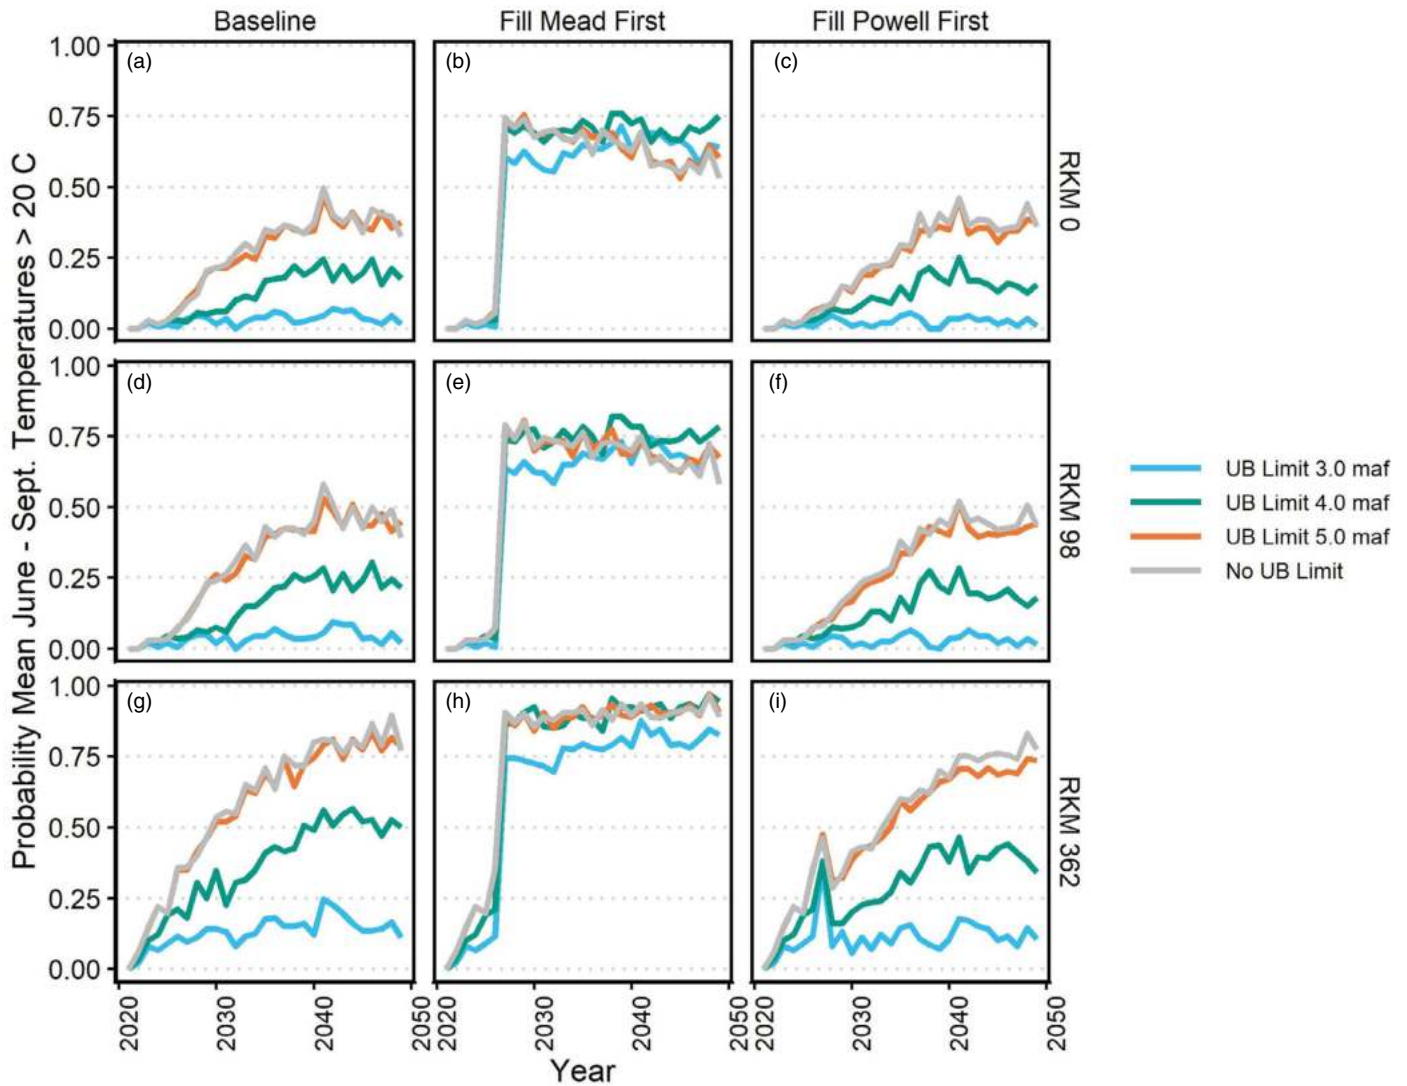 Baseline
Fill Mead First
Fill Powell First
Probability Mean June - Sept. Temperatures > 20 C
1.00
0.75
0.50
0.25
0.00
(a)
(b)
(c)
RKM 0
1.00
0.75
0.50
0.25
0.00
(d)
(e)
(f)
RKM 98
1.00
0.75
0.50
0.25
0.00
(g)
(h)
(i)
RKM 362
2020
2030
2040
2050
2020
2030
2040
2050
2020
2030
2040
2050
Year
UB Limit 3.0 maf
UB Limit 4.0 maf
UB Limit 5.0 maf
No UB Limit